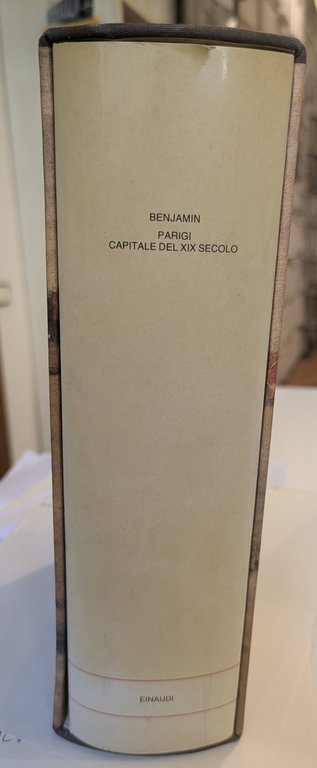 BENJAMIN
PARIGI
CAPITALE DEL XIX SECOLO
EINAUDI